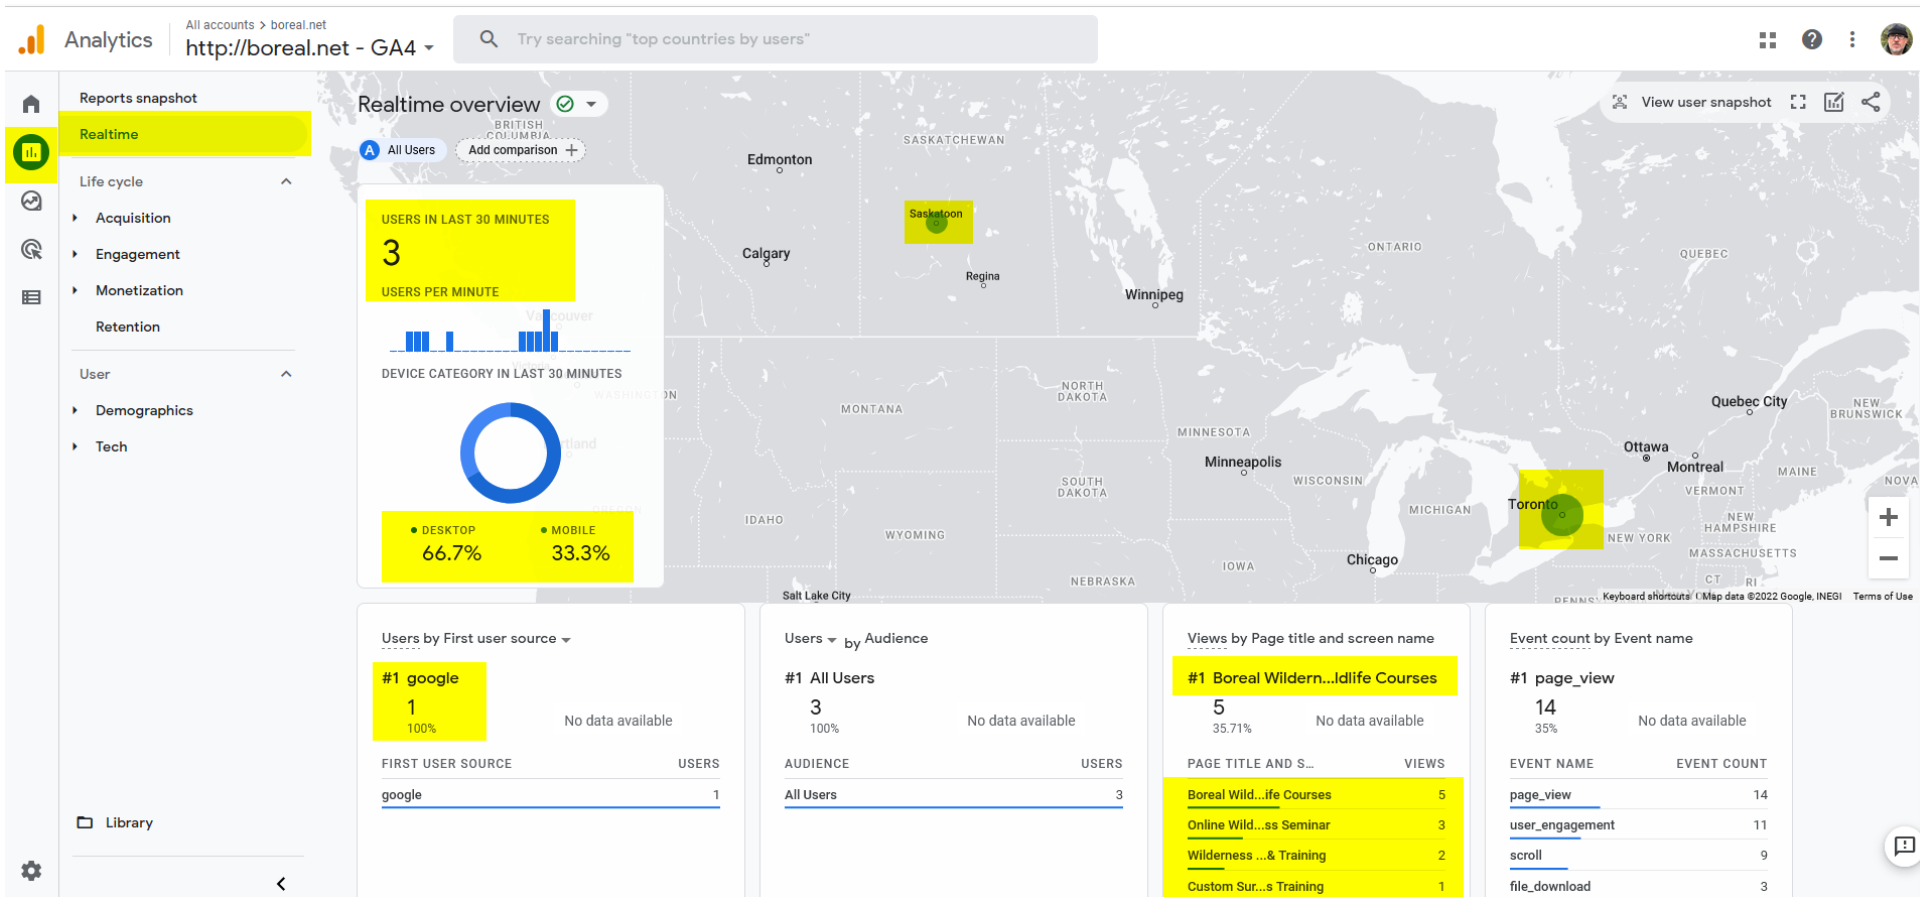 All accounts > boreal.net
Analytics
http://boreal.net - GA4
Try searching "top countries by users"
Reports snapshot
Realtime
Life cycle
Acquisition
Engagement
Monetization
Retention
User
Demographics
Tech
Library
Realtime overview
View user snapshot
A All Users
Add comparison +
USERS IN LAST 30 MINUTES
3
USERS PER MINUTE
DEVICE CATEGORY IN LAST 30 MINUTES
DESKTOP
66.7%
MOBILE
33.3%
BRITISH
COLUMBIA
SASKATCHEWAN
Edmonton
Saskatoon
Calgary
Regina
Winnipeg
ONTARIO
QUEBEC
Vancouver
WASHINGTON
MONTANA
NORTH
DAKOTA
MINNESOTA
Minneapolis
SOUTH
DAKOTA
WISCONSIN
MICHIGAN
Toronto
Ottawa
Montreal
Quebec City
NEW
BRUNSWICK
MAINE
NOVA
VERMONT
NEW
HAMPSHIRE
MASSACHUSETTS
CT
RI
NEW YORK
OREGON
IDAHO
WYOMING
NEBRASKA
IOWA
Chicago
Salt Lake City
PENNS
Keyboard shortcuts
Map data ©2022 Google, INEGI
Terms of Use
Users by First user source
#1 google
1
100%
No data available
FIRST USER SOURCE USERS
google 1
Users by Audience
#1 All Users
3
100%
No data available
AUDIENCE USERS
All Users 3
Views by Page title and screen name
#1 Boreal Wildern...ldlife Courses
5
35.71%
No data available
PAGE TITLE AND S... VIEWS
Boreal Wild...ife Courses 5
Online Wild...ss Seminar 3
Wilderness ...& Training 2
Custom Sur...s Training 1
Event count by Event name
#1 page_view
14
35%
No data available
EVENT NAME EVENT COUNT
page_view 14
user_engagement 11
scroll 9
file_download 3